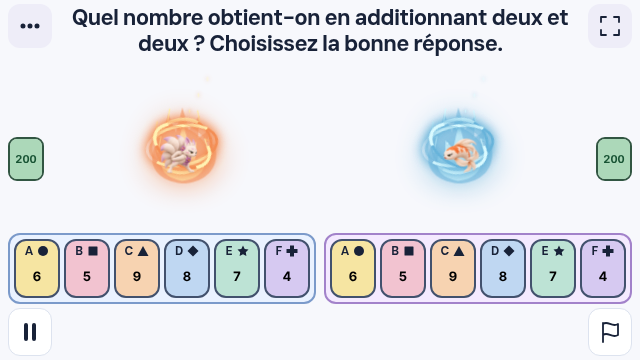 Quel nombre obtient-on en additionnant deux et
deux ? Choisissez la bonne réponse.
200
200
A B C D E F
6 5 9 8 7 4
A B C D E F
6 5 9 8 7 4